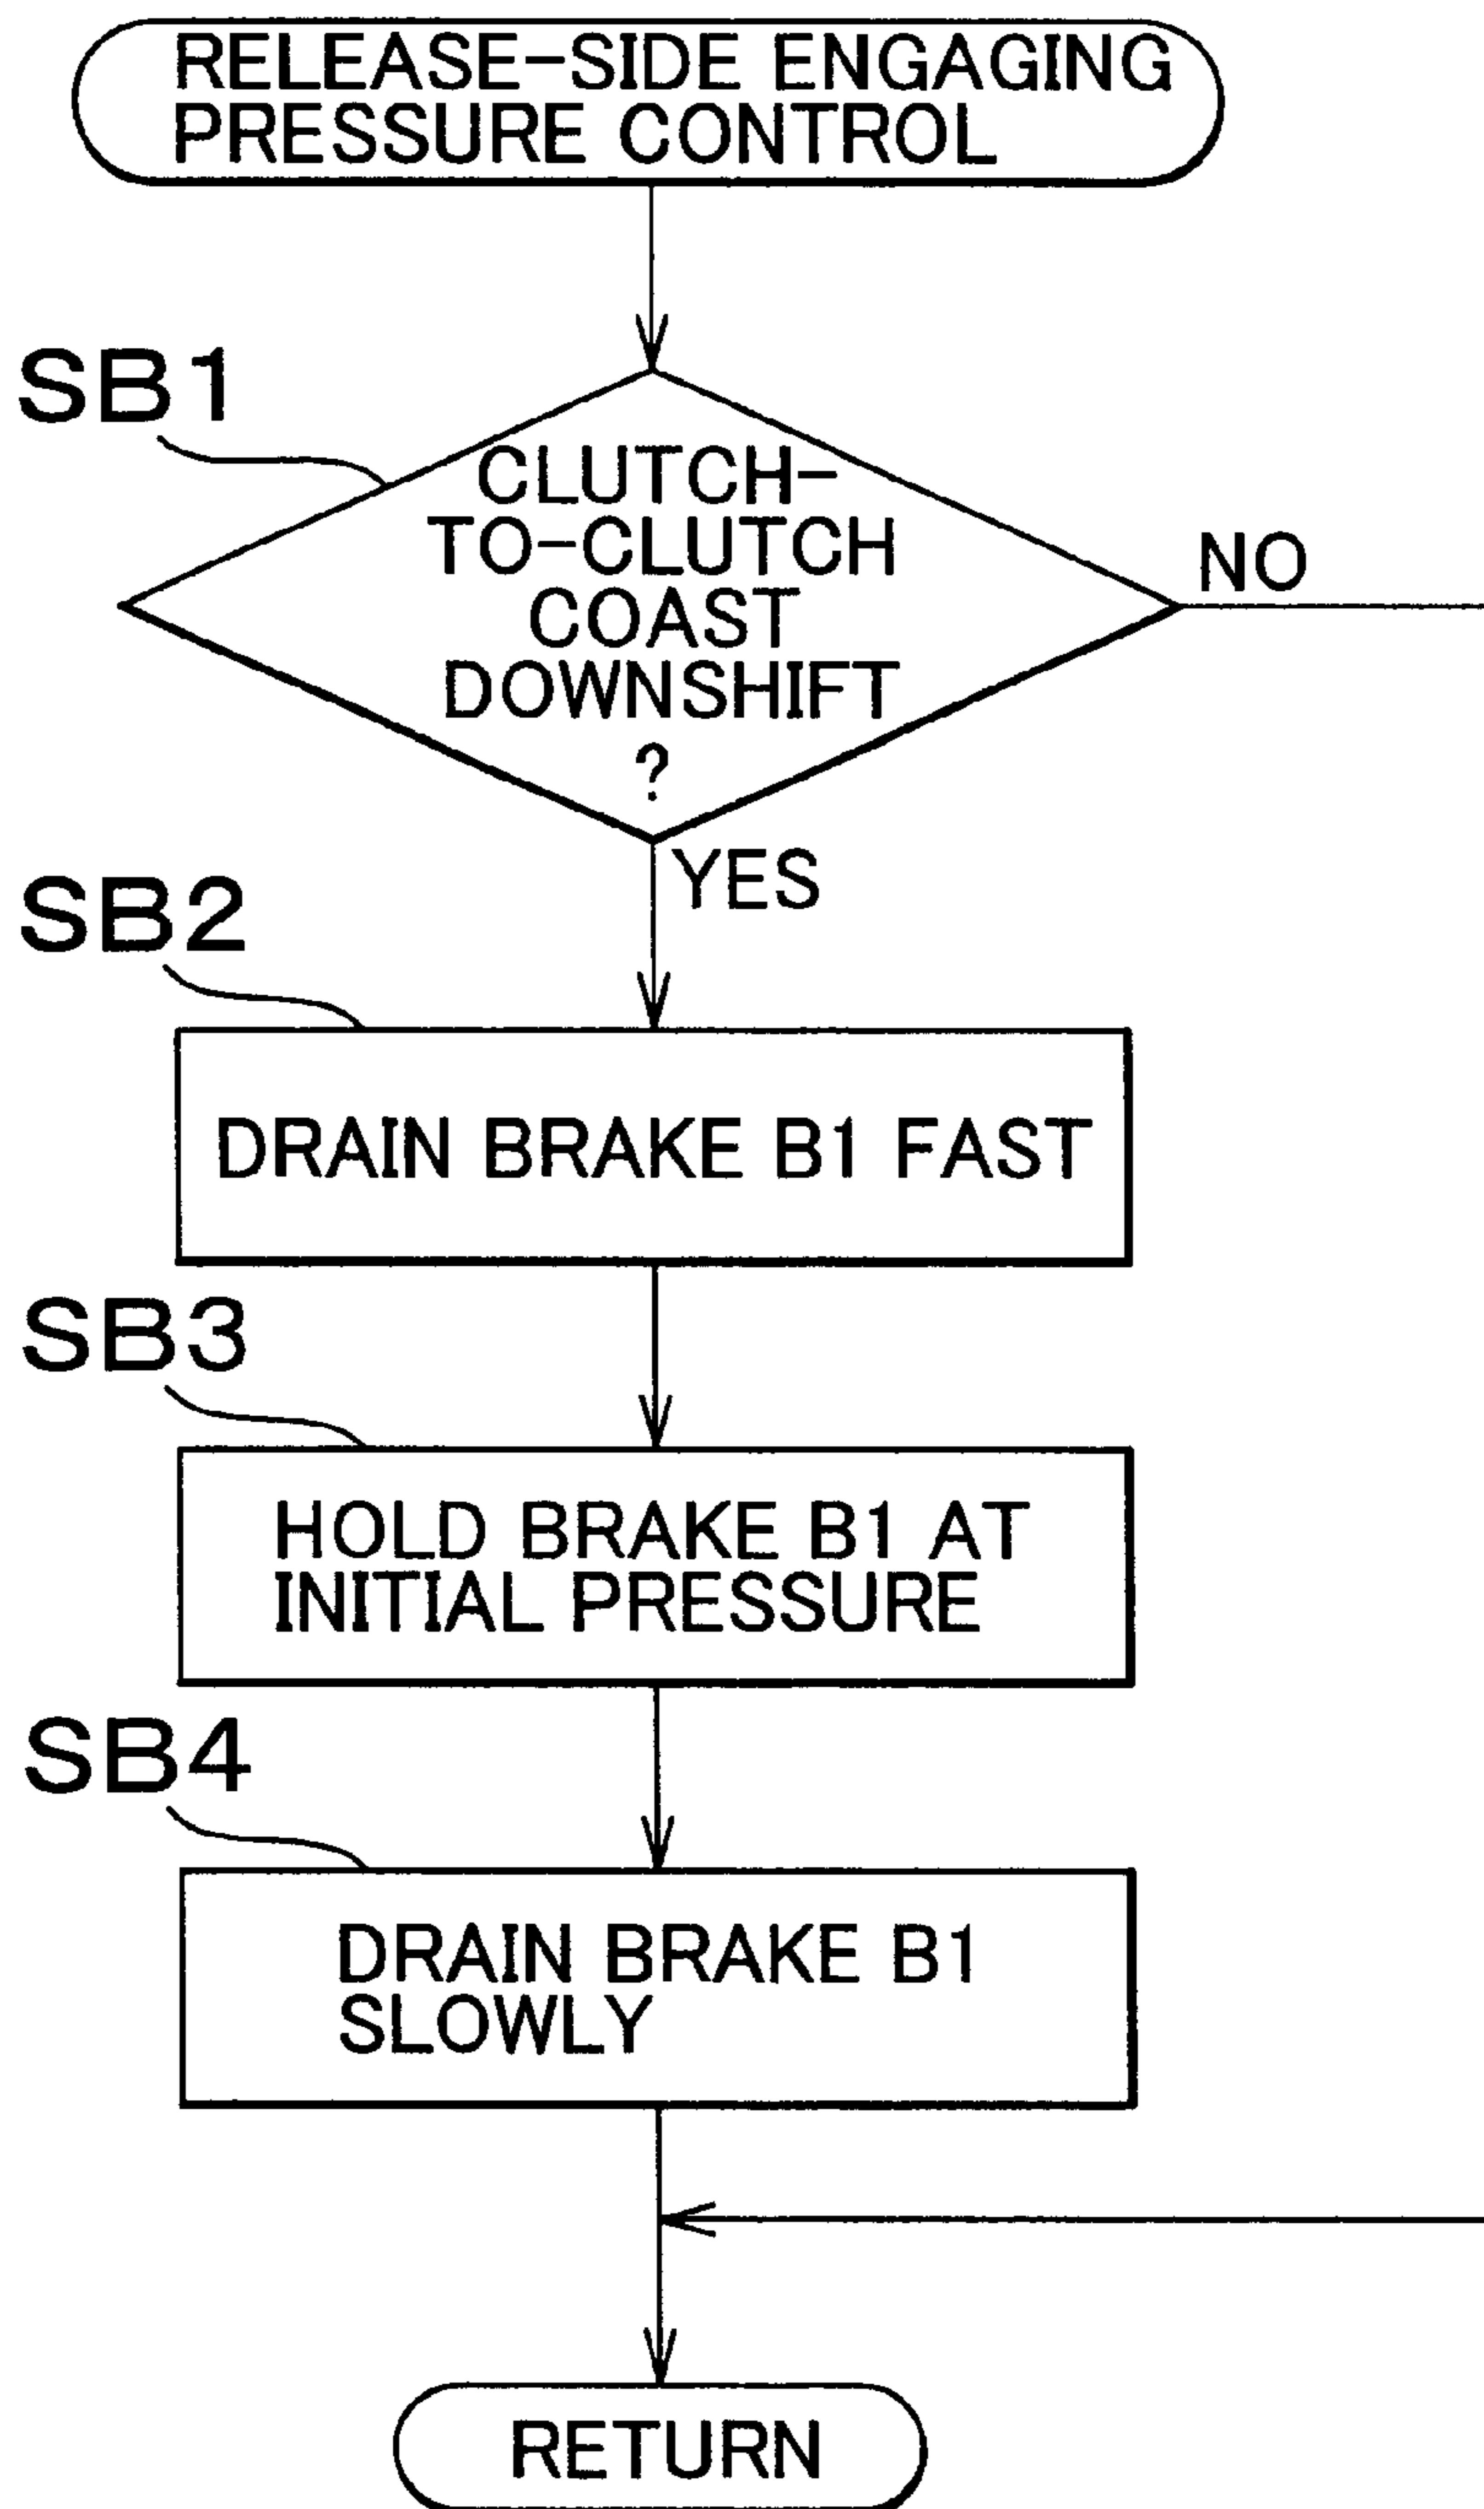 RELEASE-SIDE ENGAGING
PRESSURE CONTROL
SB1
CLUTCH-
TO-CLUTCH
COAST
DOWNSHIFT
?
NO
YES
SB2
DRAIN BRAKE B1 FAST
SB3
HOLD BRAKE B1 AT
INITIAL PRESSURE
SB4
DRAIN BRAKE B1
SLOWLY
RETURN